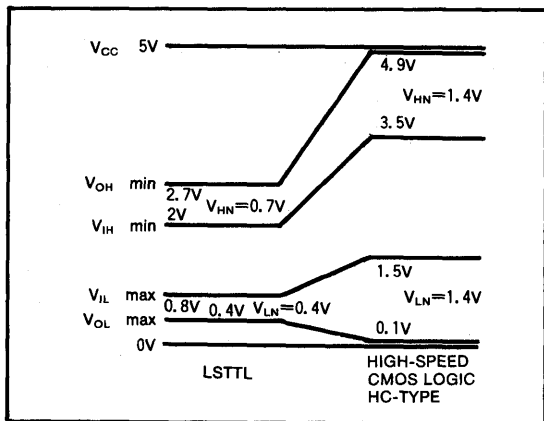 VCC 5V
4.9V
VHN=1.4V
3.5V
VOH min
2.7V
VHN=0.7V
2V
VIH min
1.5V
VIL max
0.8V 0.4V VLN=0.4V
VLN=1.4V
VOL max
0.1V
0V
LSTTL
HIGH-SPEED
CMOS LOGIC
HC-TYPE